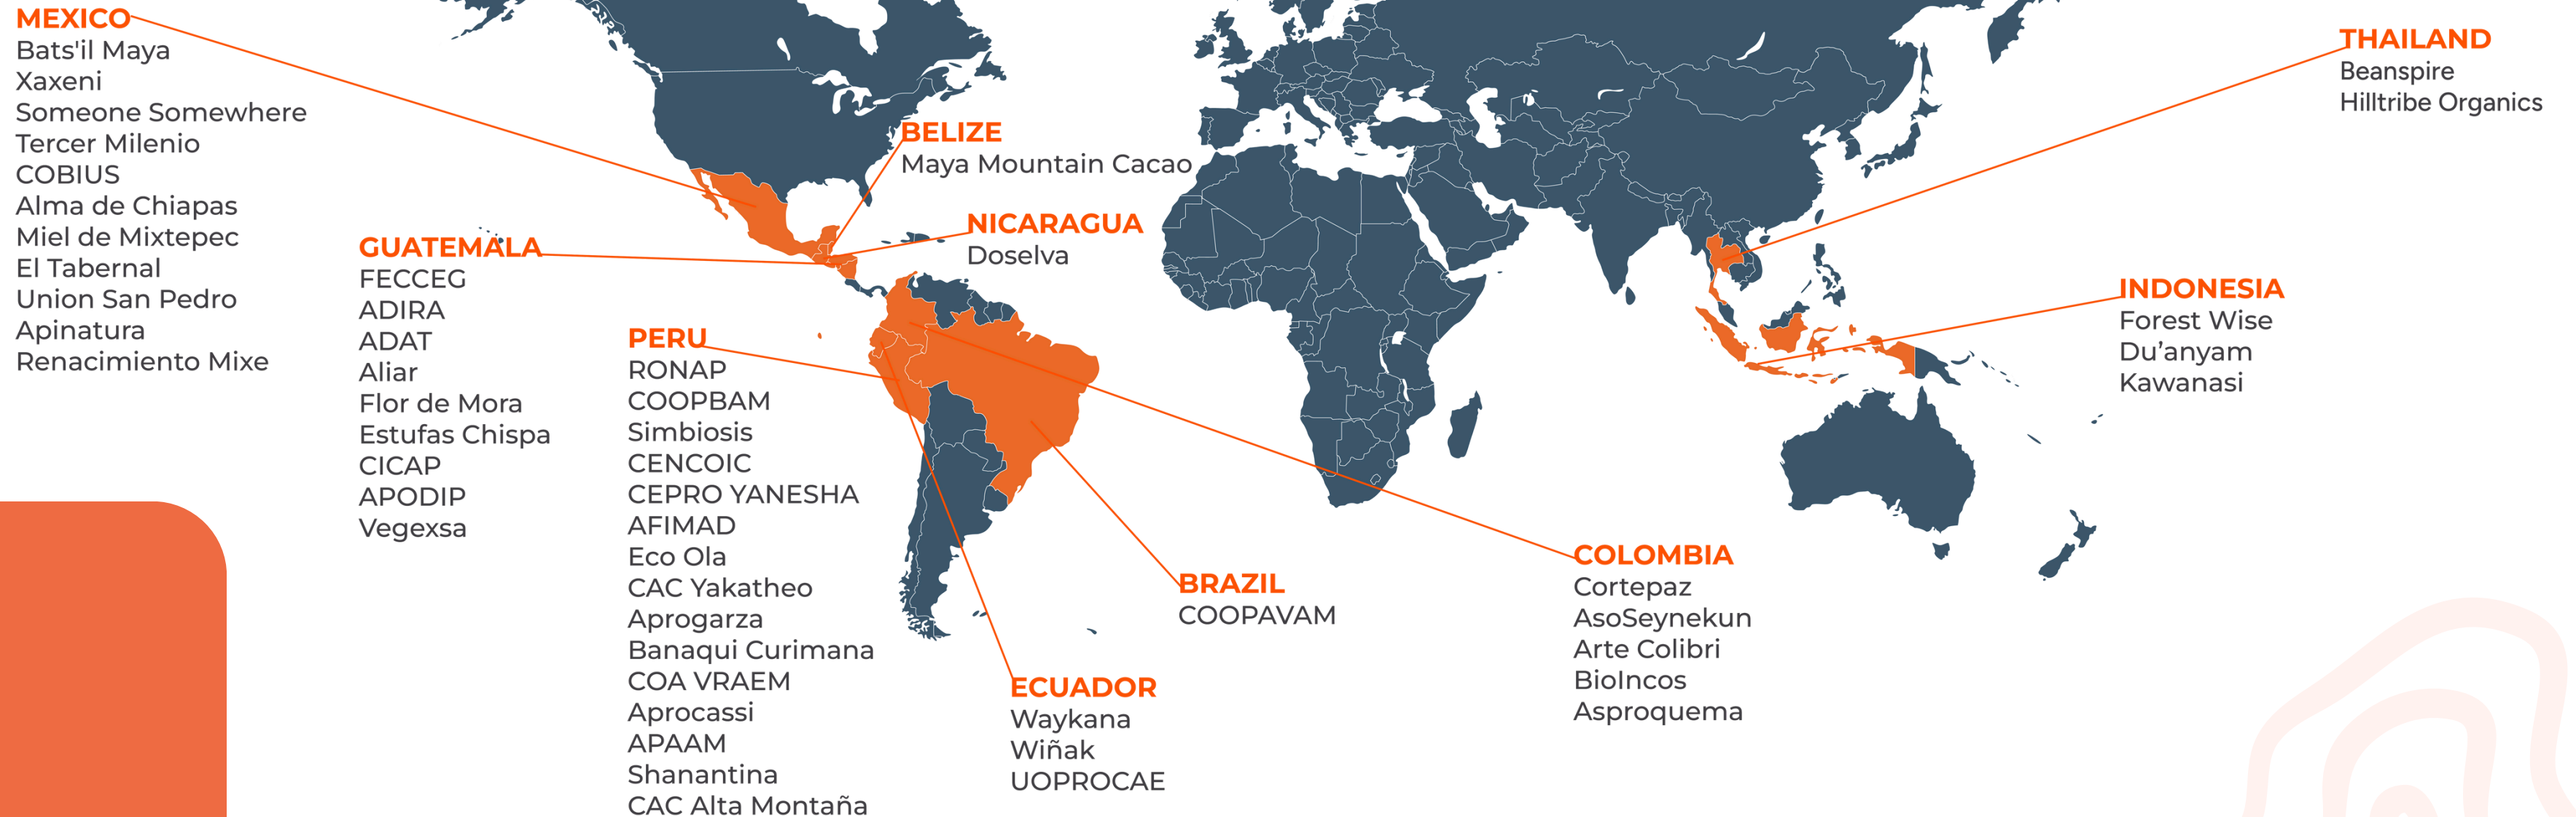 MEXICO
Bats'il Maya
Xaxeni
Someone Somewhere
Tercer Milenio
COBIUS
Alma de Chiapas
Miel de Mixtepec
El Tabernal
Union San Pedro
Apinatura
Renacimiento Mixe
GUATEMALA
FECCEG
ADIRA
ADAT
Aliar
Flor de Mora
Estufas Chispa
CICAP
APODIP
Vegexsa
PERU
RONAP
COOPBAM
Simbiosis
CENCOIC
CEPRO YANESHA
AFIMAD
Eco Ola
CAC Yakatheo
Aprogarza
Banaqui Curimana
COA VRAEM
Aprocassi
APAAM
Shanantina
CAC Alta Montaña
BELIZE
Maya Mountain Cacao
NICARAGUA
Doselva
ECUADOR
Waykana
Wiñak
UOPROCAE
BRAZIL
COOPAVAM
COLOMBIA
Cortepaz
AsoSeynekun
Arte Colibri
BioIncos
Asproquema
THAILAND
Beanspire
Hilltribe Organics
INDONESIA
Forest Wise
Du’anyam
Kawanasi